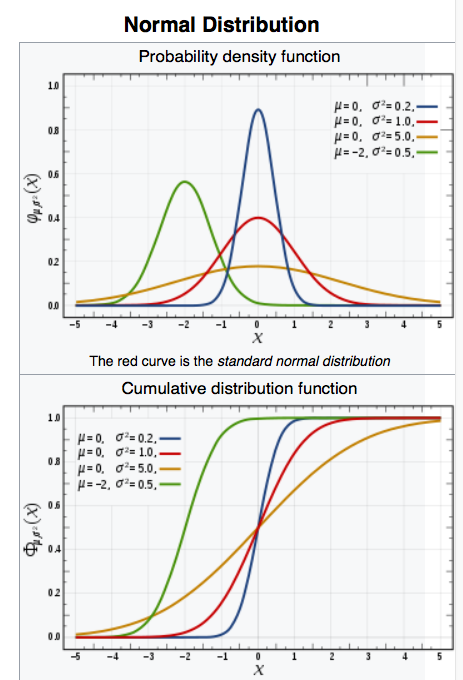 Normal Distribution
Probability density function
1.0
0.8
0.6
0.4
0.2
0.0
φμ,σ²(x)
μ=0, σ²=0.2,
μ=0, σ²=1.0,
μ=0, σ²=5.0,
μ=-2, σ²=0.5,
-5 -4 -3 -2 -1 0 1 2 3 4 5
x
The red curve is the standard normal distribution
Cumulative distribution function
1.0
0.8
0.6
0.4
0.2
0.0
Φμ,σ²(x)
μ=0, σ²=0.2,
μ=0, σ²=1.0,
μ=0, σ²=5.0,
μ=-2, σ²=0.5,
-5 -4 -3 -2 -1 0 1 2 3 4 5
x